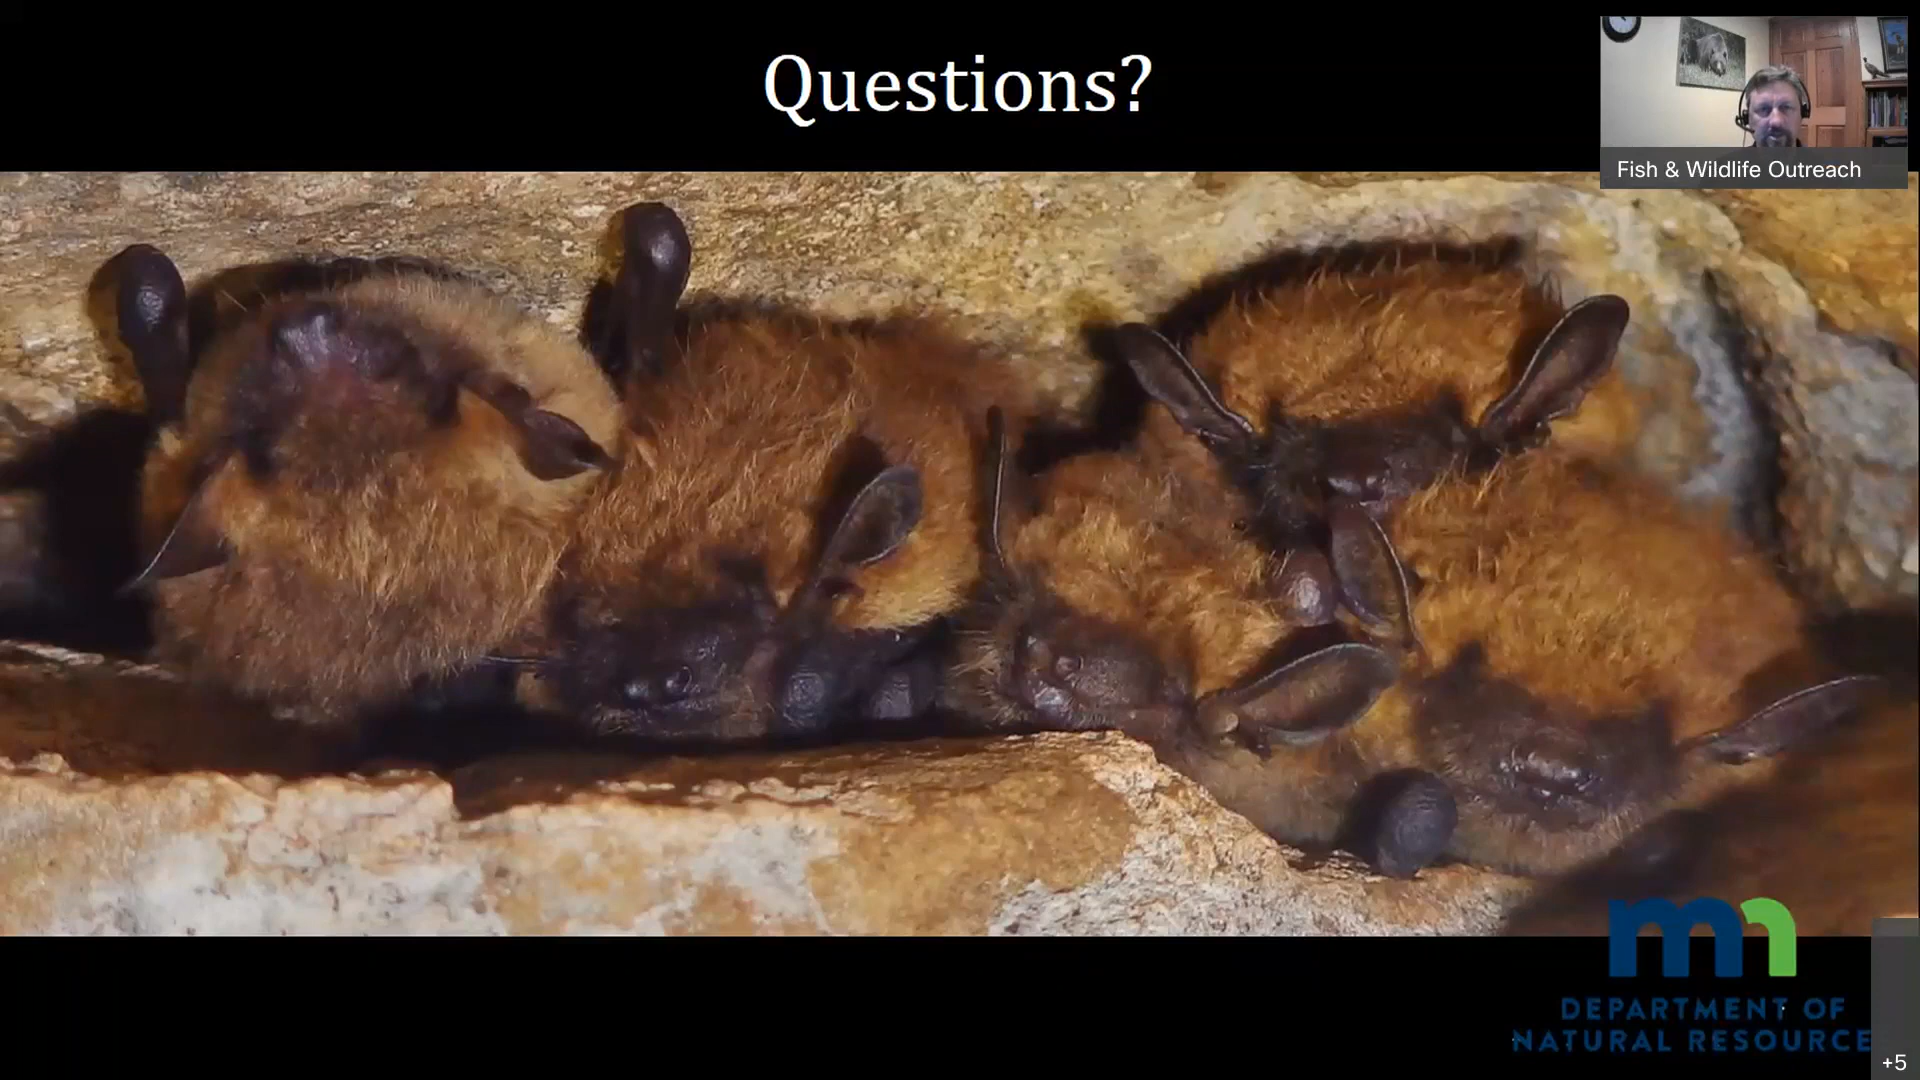 Questions?
Fish & Wildlife Outreach
mn
DEPARTMENT OF
NATURAL RESOURCE
+5